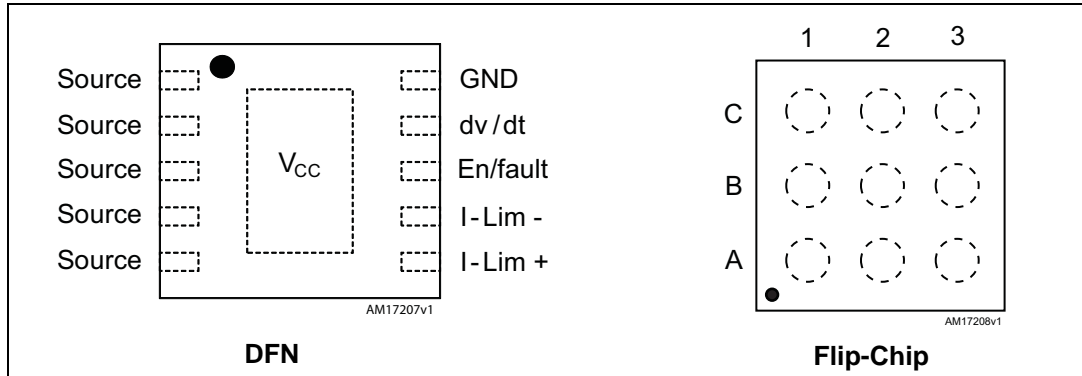 Source
Source
Source
Source
Source
V_CC
GND
dv/dt
En/fault
I-Lim -
I-Lim +
AM17207v1
DFN
1 2 3
C
B
A
AM17208v1
Flip-Chip